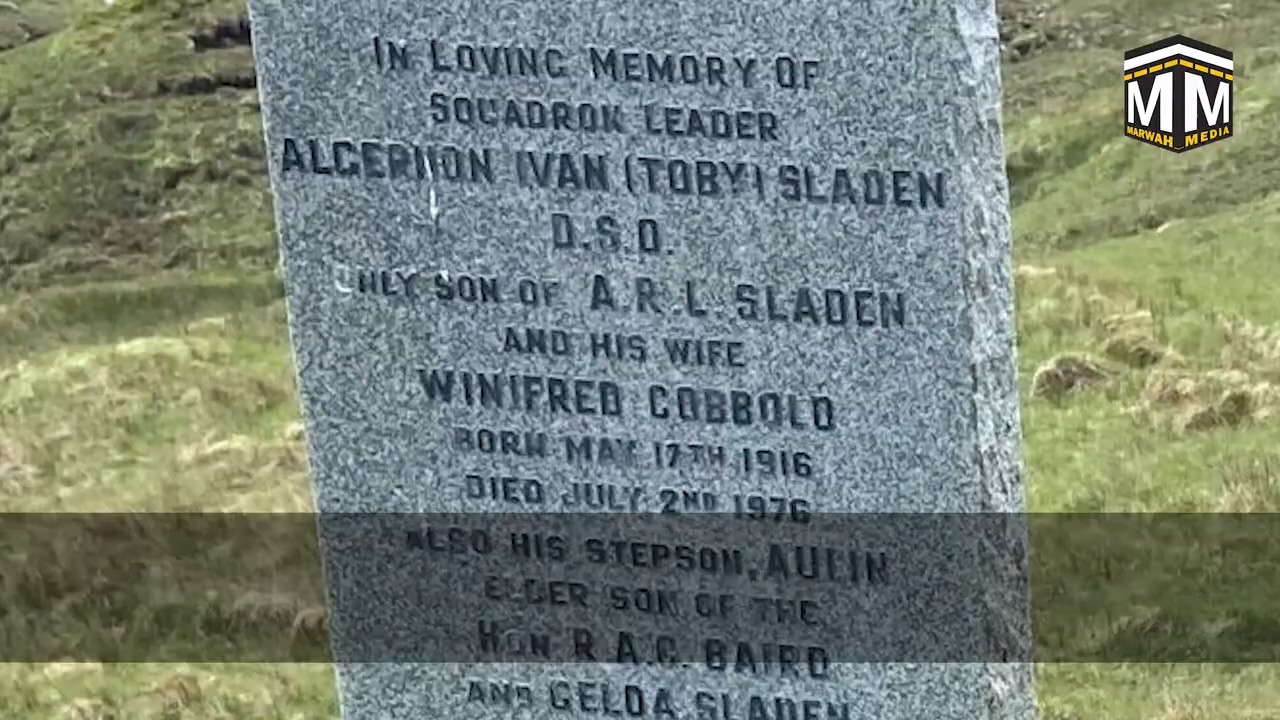 IN LOVING MEMORY OF
SQUADRON LEADER
ALGERNON IVAN (TOBY) SLADEN
D.S.O.
ONLY SON OF A.R.L. SLADEN
AND HIS WIFE
WINIFRED COBBOLD
BORN MAY 17TH 1916
DIED JULY 2ND 1976
ALSO HIS STEPSON,
ELDER SON OF THE
HON R.A.G. BAIRD
AND GELDA SLADEN
MM
MARWAH MEDIA